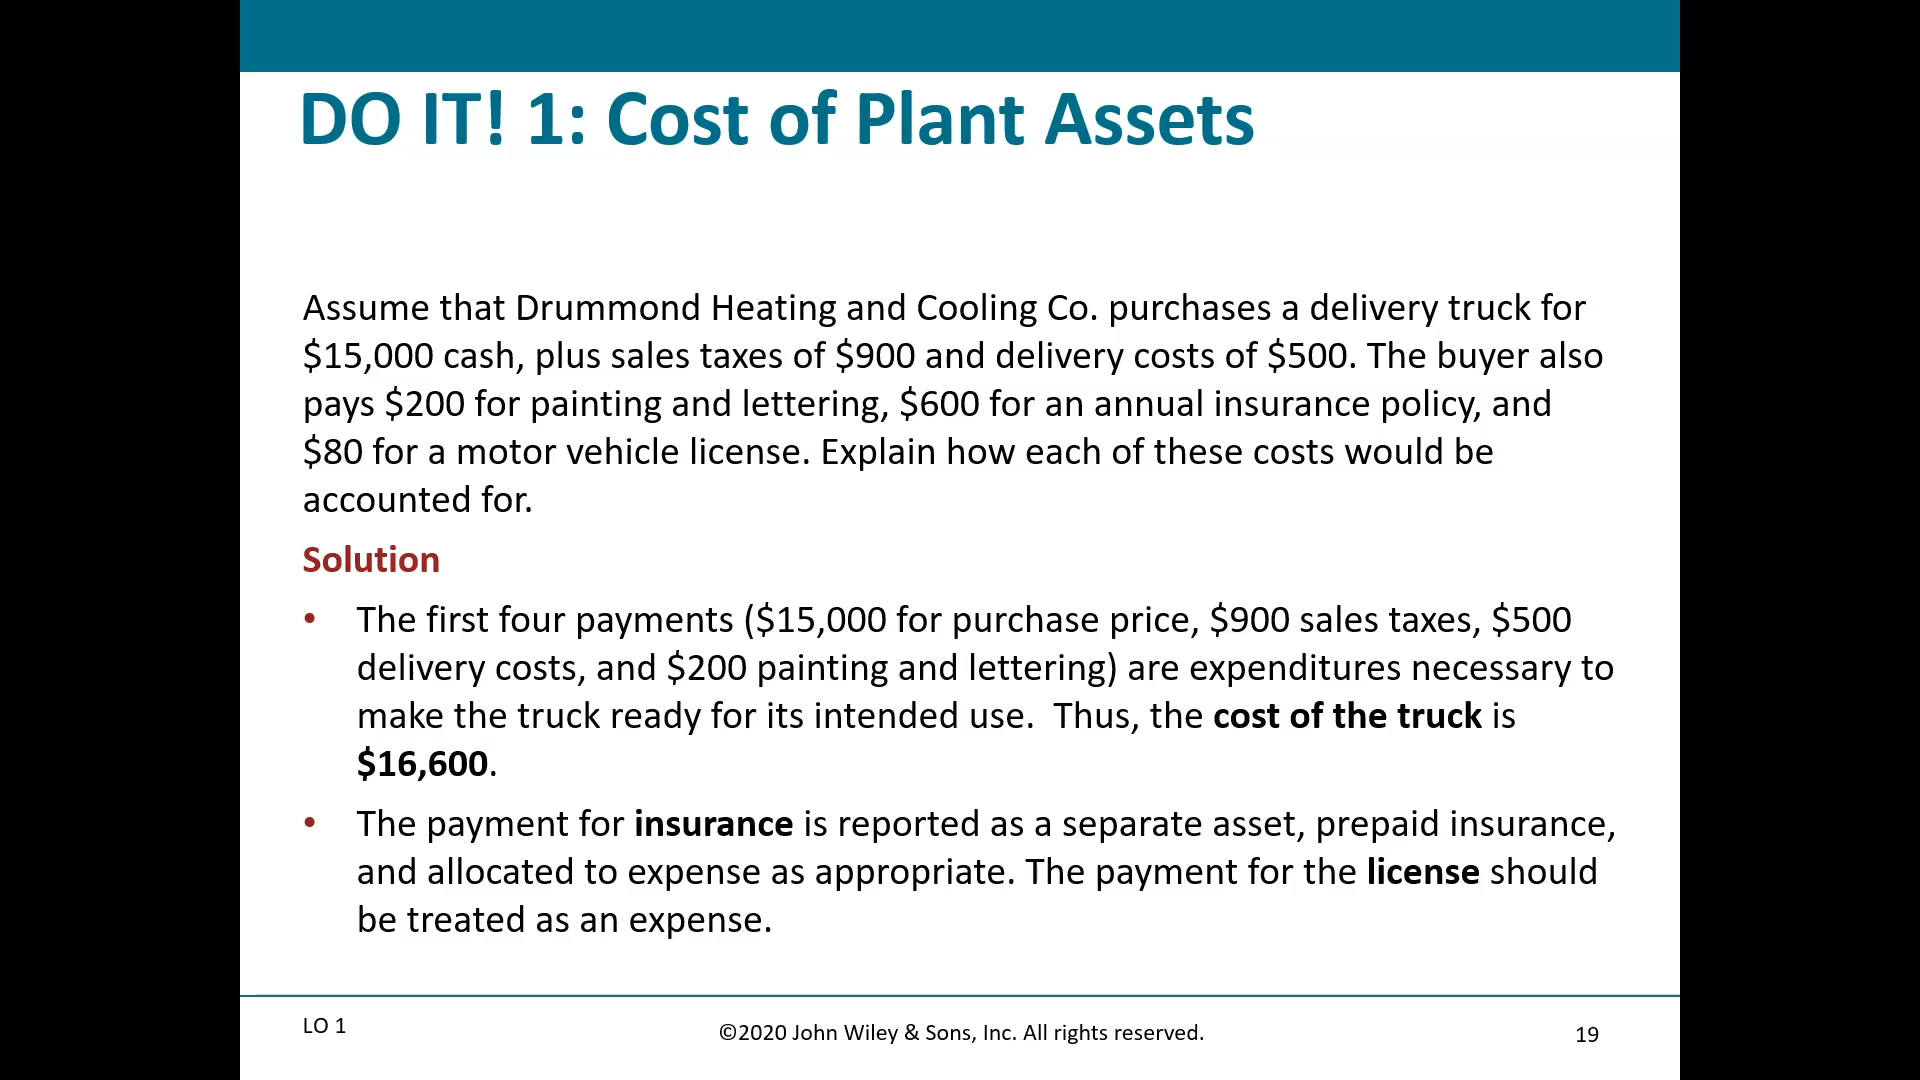 DO IT! 1: Cost of Plant Assets
Assume that Drummond Heating and Cooling Co. purchases a delivery truck for
$15,000 cash, plus sales taxes of $900 and delivery costs of $500. The buyer also
pays $200 for painting and lettering, $600 for an annual insurance policy, and
$80 for a motor vehicle license. Explain how each of these costs would be
accounted for.
Solution
• The first four payments ($15,000 for purchase price, $900 sales taxes, $500
delivery costs, and $200 painting and lettering) are expenditures necessary to
make the truck ready for its intended use.  Thus, the cost of the truck is
$16,600.
• The payment for insurance is reported as a separate asset, prepaid insurance,
and allocated to expense as appropriate. The payment for the license should
be treated as an expense.
LO 1
©2020 John Wiley & Sons, Inc. All rights reserved.
19